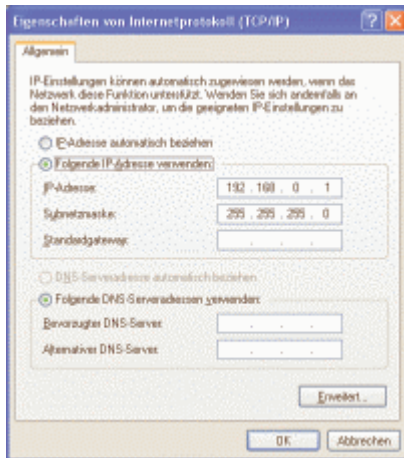 Eigenschaften von Internetprotokoll (TCP/IP)
Allgemein
IP-Einstellungen können automatisch zugewiesen werden, wenn das
Netzwerk diese Funktion unterstützt. Wenden Sie sich andernfalls an
den Netzwerkadministrator, um die geeigneten IP-Einstellungen zu
beziehen.
IP-Adresse automatisch beziehen
Folgende IP-Adresse verwenden:
IP-Adresse: 192 . 168 . 0 . 1
Subnetzmaske: 255 . 255 . 255 . 0
Standardgateway: . . .
DNS-Serveradresse automatisch beziehen
Folgende DNS-Serveradressen verwenden:
Bevorzugter DNS-Server: . . .
Alternativer DNS-Server: . . .
Erweitert...
OK Abbrechen